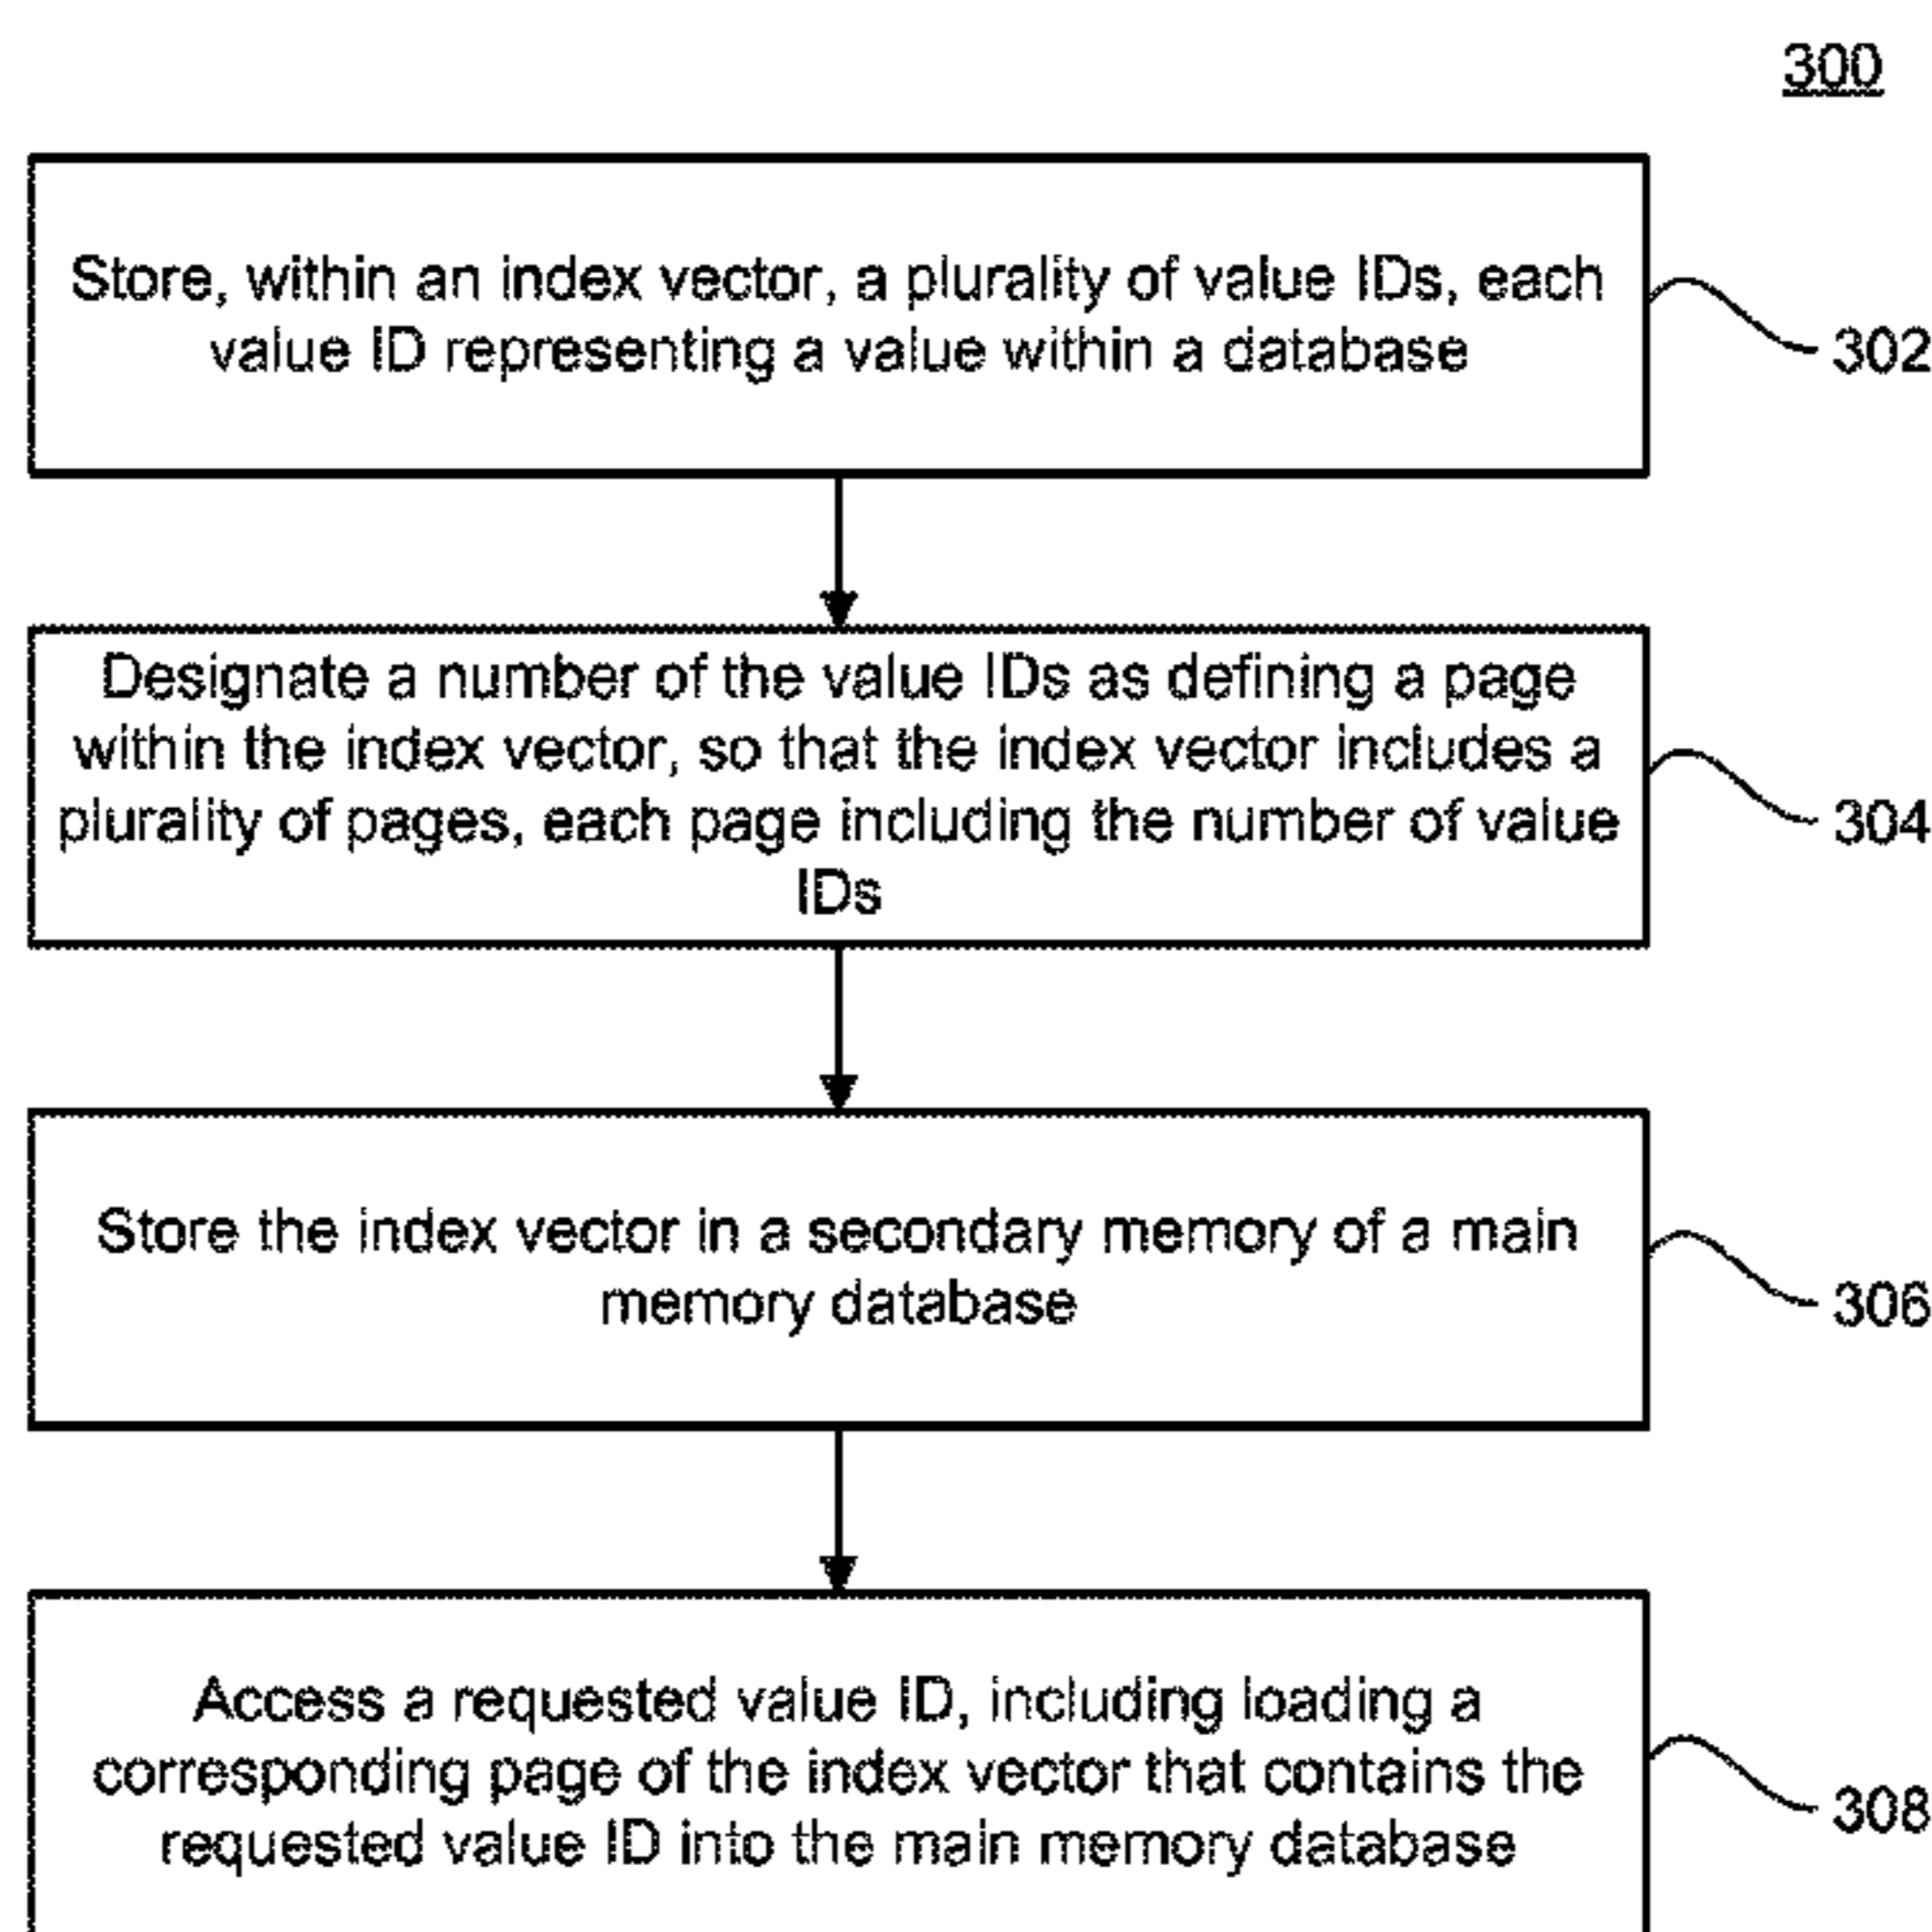 300
Store, within an index vector, a plurality of value IDs, each
value ID representing a value within a database
302
Designate a number of the value IDs as defining a page
within the index vector, so that the index vector includes a
plurality of pages, each page including the number of value
IDs
304
Store the index vector in a secondary memory of a main
memory database
306
Access a requested value ID, including loading a
corresponding page of the index vector that contains the
requested value ID into the main memory database
308